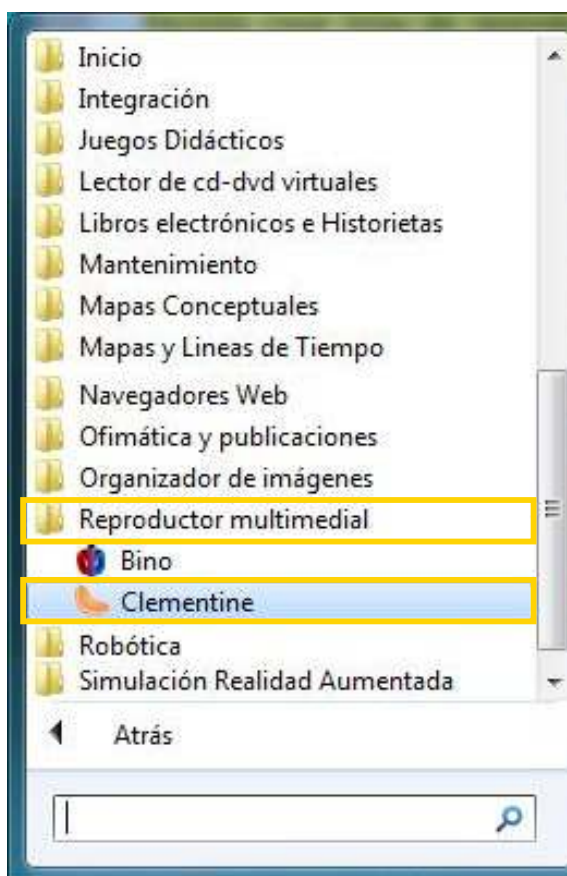 Inicio
Integración
Juegos Didácticos
Lector de cd-dvd virtuales
Libros electrónicos e Historietas
Mantenimiento
Mapas Conceptuales
Mapas y Lineas de Tiempo
Navegadores Web
Ofimática y publicaciones
Organizador de imágenes
Reproductor multimedial
Bino
Clementine
Robótica
Simulación Realidad Aumentada
Atrás